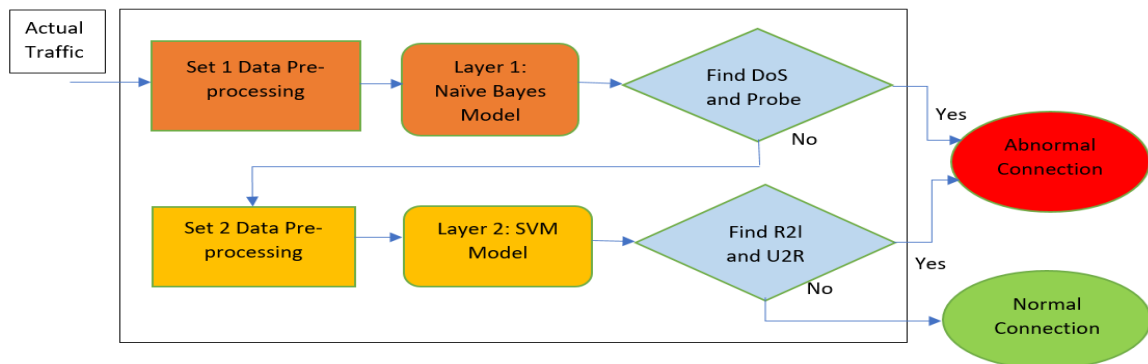 Actual
Traffic
Set 1 Data Pre-
processing
Layer 1:
Naïve Bayes
Model
Find DoS
and Probe
Yes
No
Abnormal
Connection
Set 2 Data Pre-
processing
Layer 2: SVM
Model
Find R2l
and U2R
Yes
No
Normal
Connection